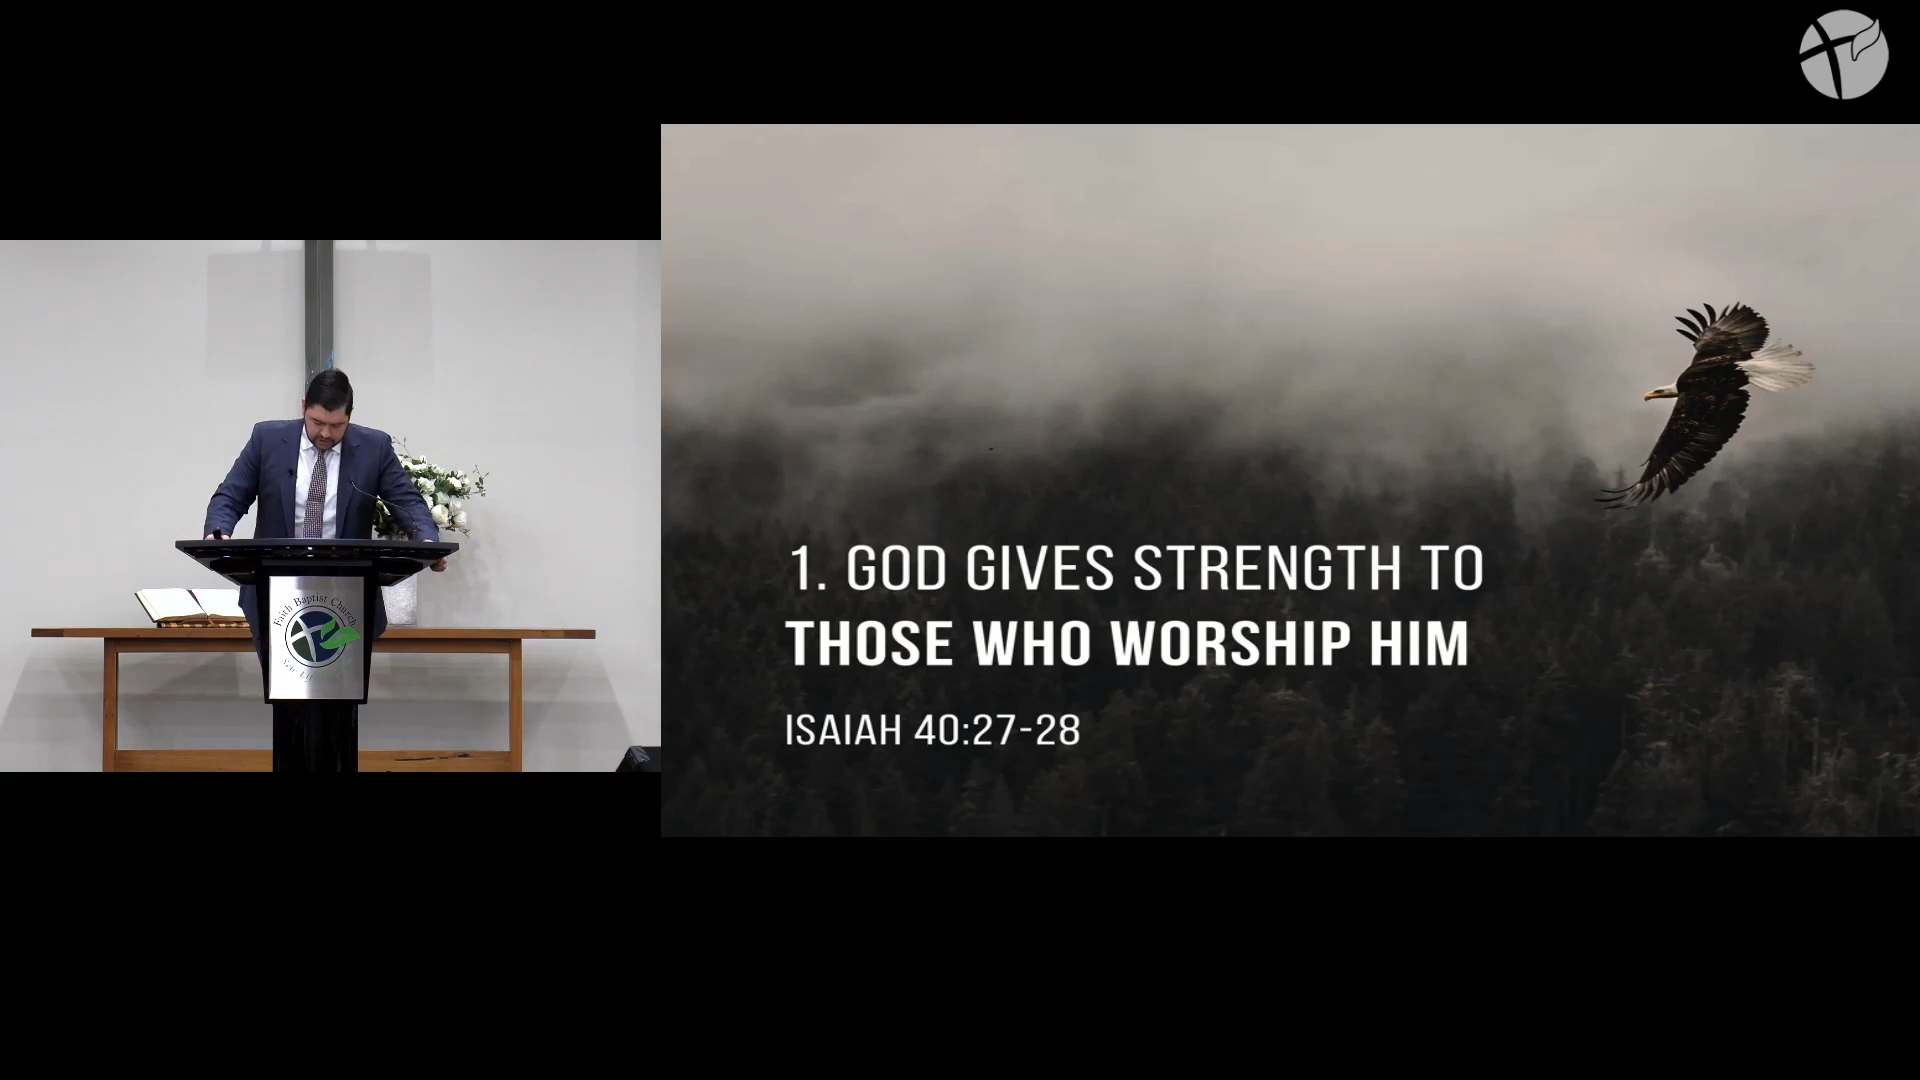 1. GOD GIVES STRENGTH TO
THOSE WHO WORSHIP HIM
ISAIAH 40:27-28
Faith Baptist Church